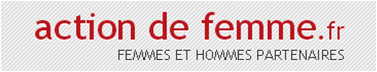 action de femme.fr
FEMMES ET HOMMES PARTENAIRES